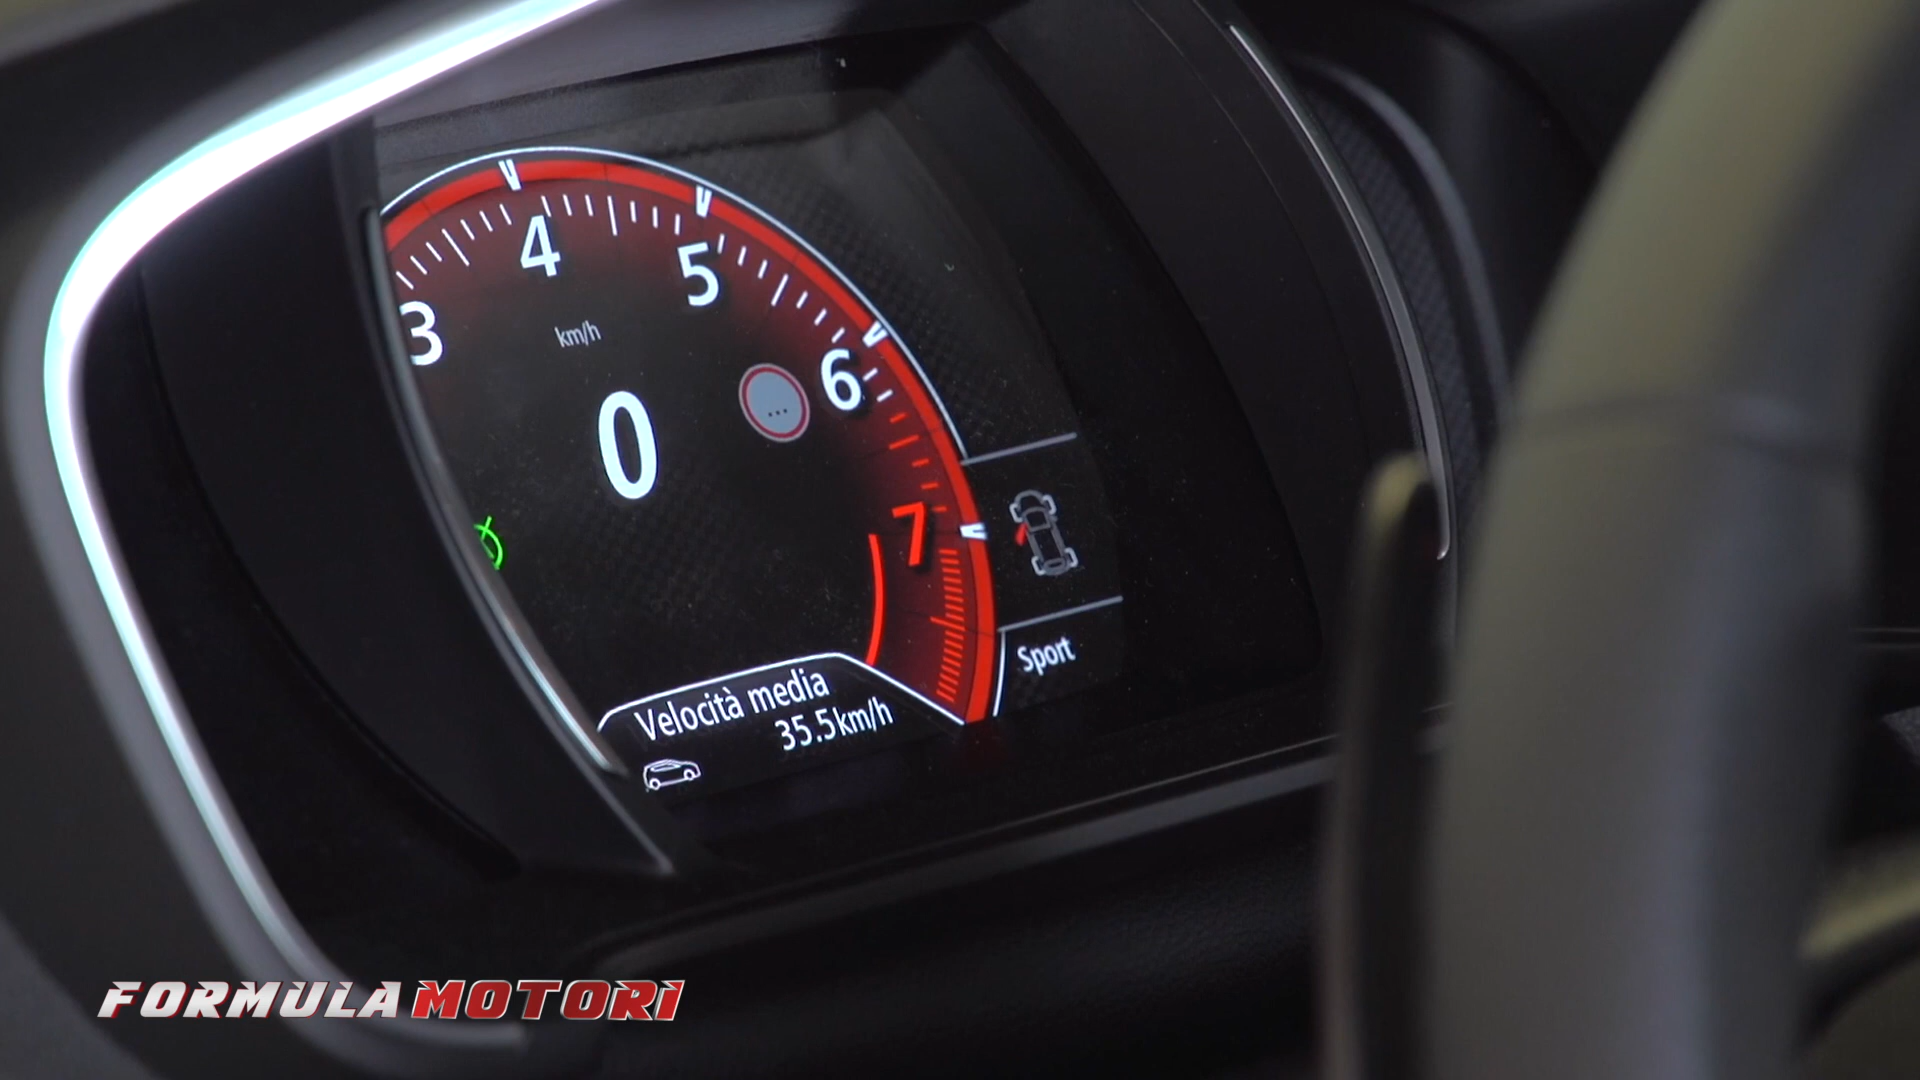 3
4
5
6
7
km/h
0
...
Sport
Velocità media
35.5km/h
FORMULA MOTORI